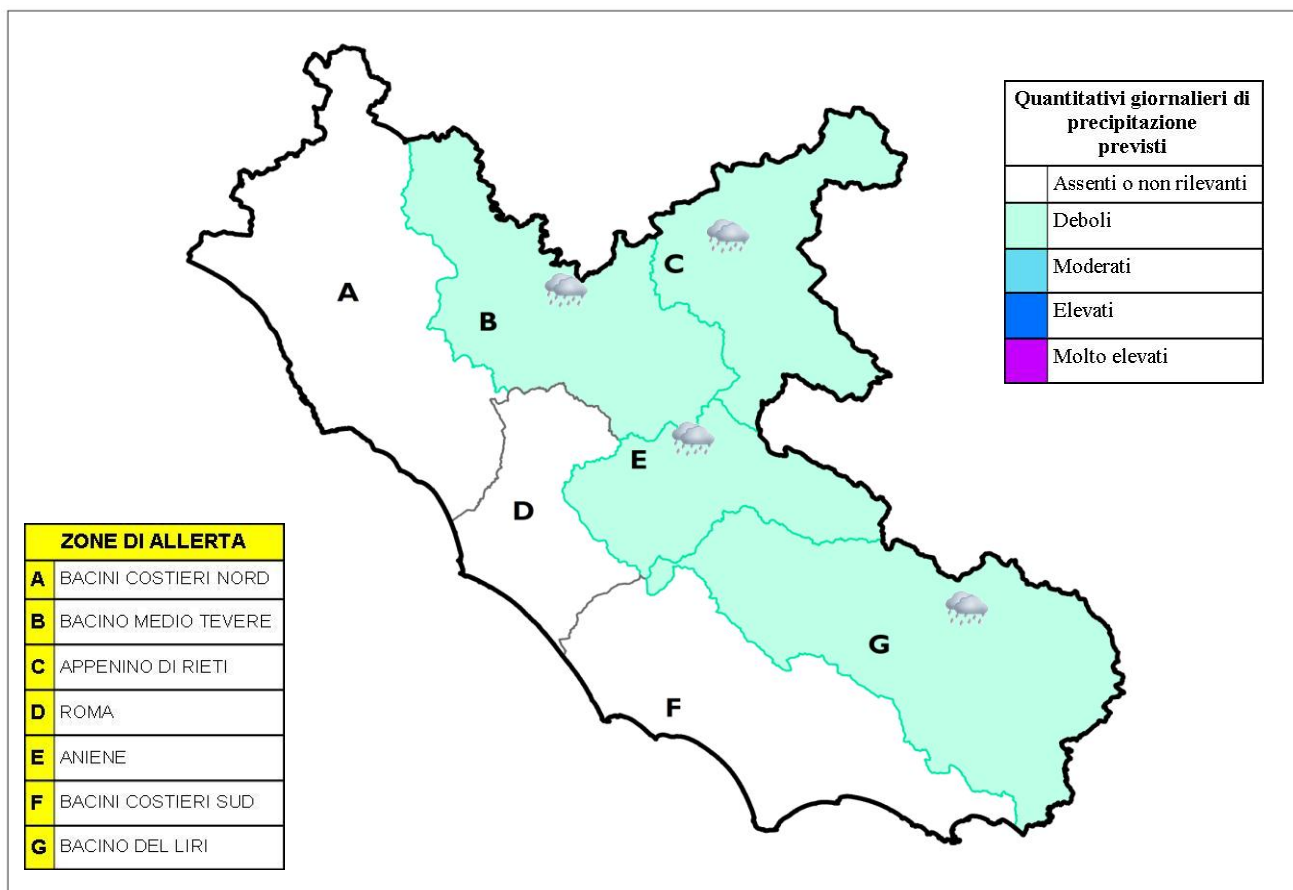 Quantitativi giornalieri di
precipitazione
previsti
Assenti o non rilevanti
Deboli
Moderati
Elevati
Molto elevati
A
B
C
D
E
F
G
ZONE DI ALLERTA
A BACINI COSTIERI NORD
B BACINO MEDIO TEVERE
C APPENINO DI RIETI
D ROMA
E ANIENE
F BACINI COSTIERI SUD
G BACINO DEL LIRI